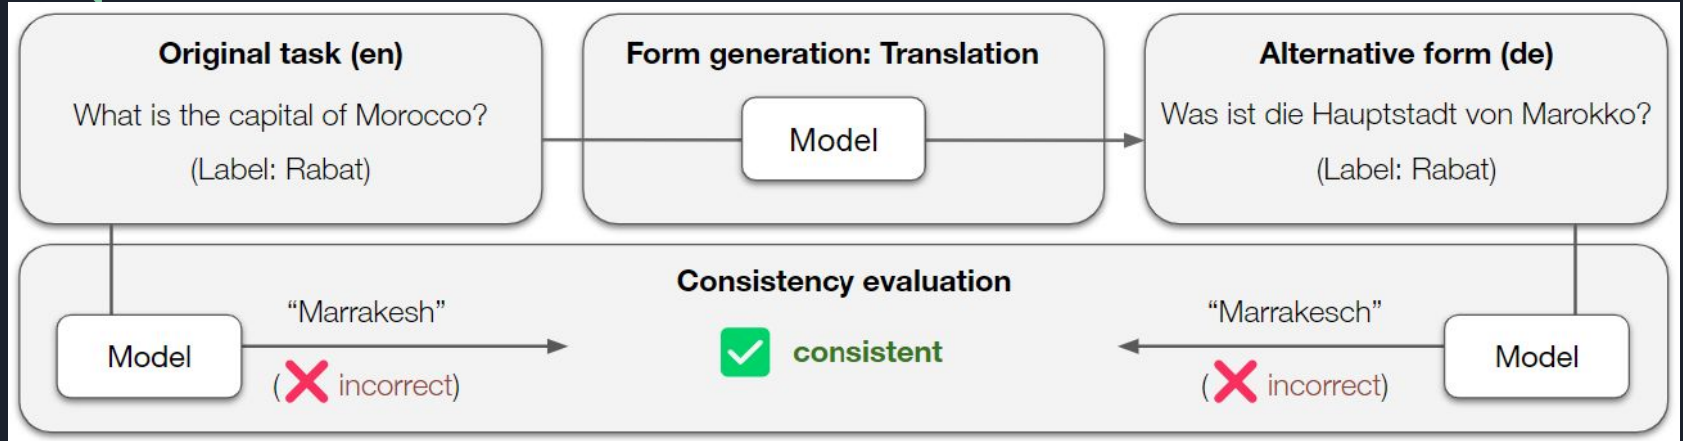 Original task (en)
What is the capital of Morocco?
(Label: Rabat)
Form generation: Translation
Model
Alternative form (de)
Was ist die Hauptstadt von Marokko?
(Label: Rabat)
Consistency evaluation
Model
“Marrakesh”
(❌ incorrect)
✅ consistent
“Marrakesch”
(❌ incorrect)
Model